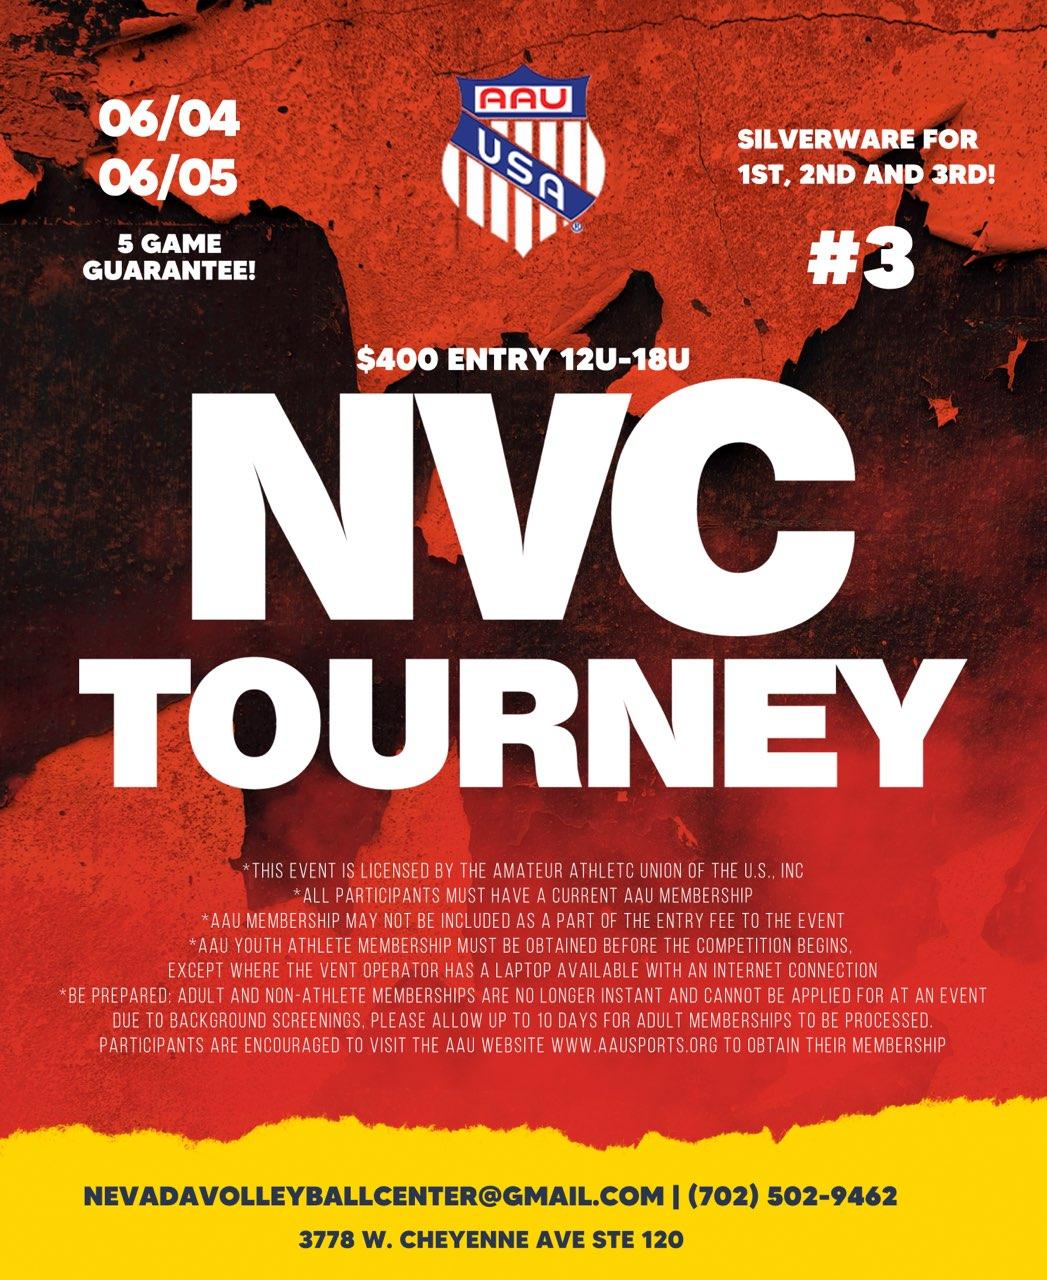 06/04
06/05
5 GAME
GUARANTEE!
AAU
USA
®
SILVERWARE FOR
1ST, 2ND AND 3RD!
#3
$400 ENTRY 12U-18U
NVC
TOURNEY
*THIS EVENT IS LICENSED BY THE AMATEUR ATHLETC UNION OF THE U.S., INC
*ALL PARTICIPANTS MUST HAVE A CURRENT AAU MEMBERSHIP
*AAU MEMBERSHIP MAY NOT BE INCLUDED AS A PART OF THE ENTRY FEE TO THE EVENT
*AAU YOUTH ATHLETE MEMBERSHIP MUST BE OBTAINED BEFORE THE COMPETITION BEGINS,
EXCEPT WHERE THE VENT OPERATOR HAS A LAPTOP AVAILABLE WITH AN INTERNET CONNECTION
*BE PREPARED: ADULT AND NON-ATHLETE MEMBERSHIPS ARE NO LONGER INSTANT AND CANNOT BE APPLIED FOR AT AN EVENT
DUE TO BACKGROUND SCREENINGS, PLEASE ALLOW UP TO 10 DAYS FOR ADULT MEMBERSHIPS TO BE PROCESSED.
PARTICIPANTS ARE ENCOURAGED TO VISIT THE AAU WEBSITE WWW.AAUSPORTS.ORG TO OBTAIN THEIR MEMBERSHIP
NEVADAVOLLEYBALLCENTER@GMAIL.COM | (702) 502-9462
3778 W. CHEYENNE AVE STE 120